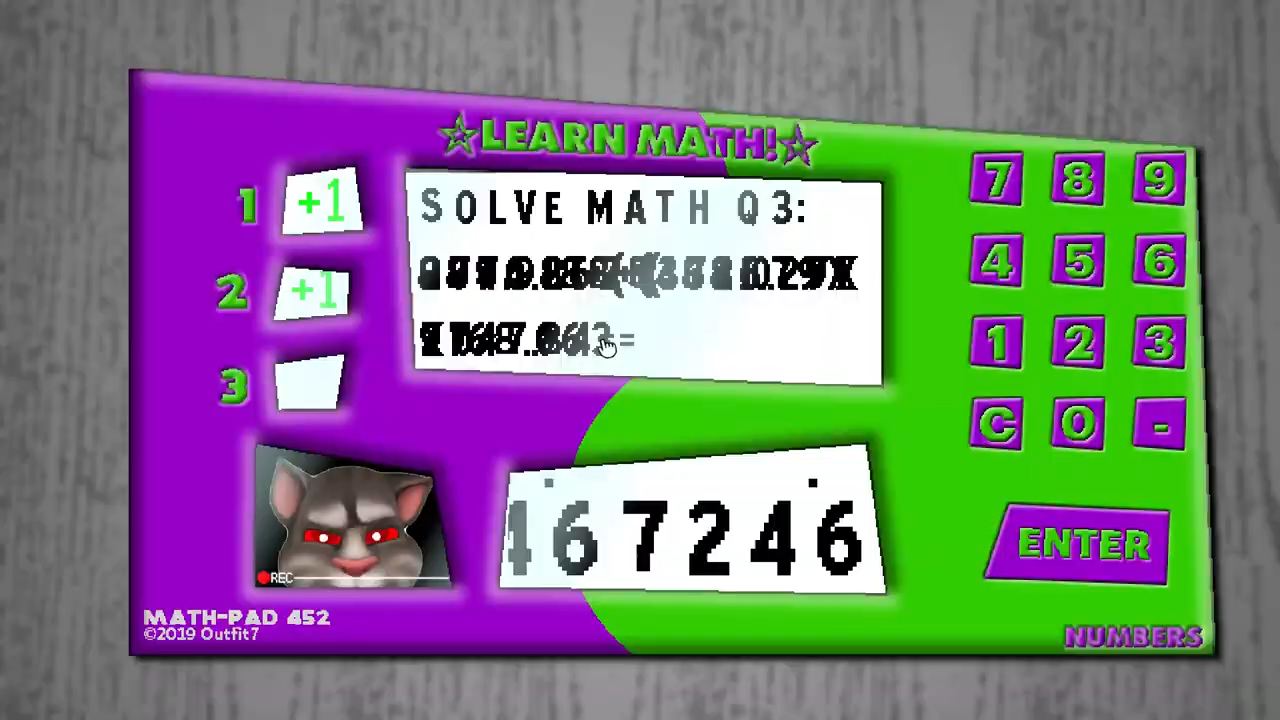 ☆LEARN MATH!☆
1 +1
2 +1
3
SOLVE MATH Q3:
=
467246
REC
7 8 9
4 5 6
1 2 3
C 0 -
ENTER
MATH-PAD 452
©2019 Outfit7
NUMBERS